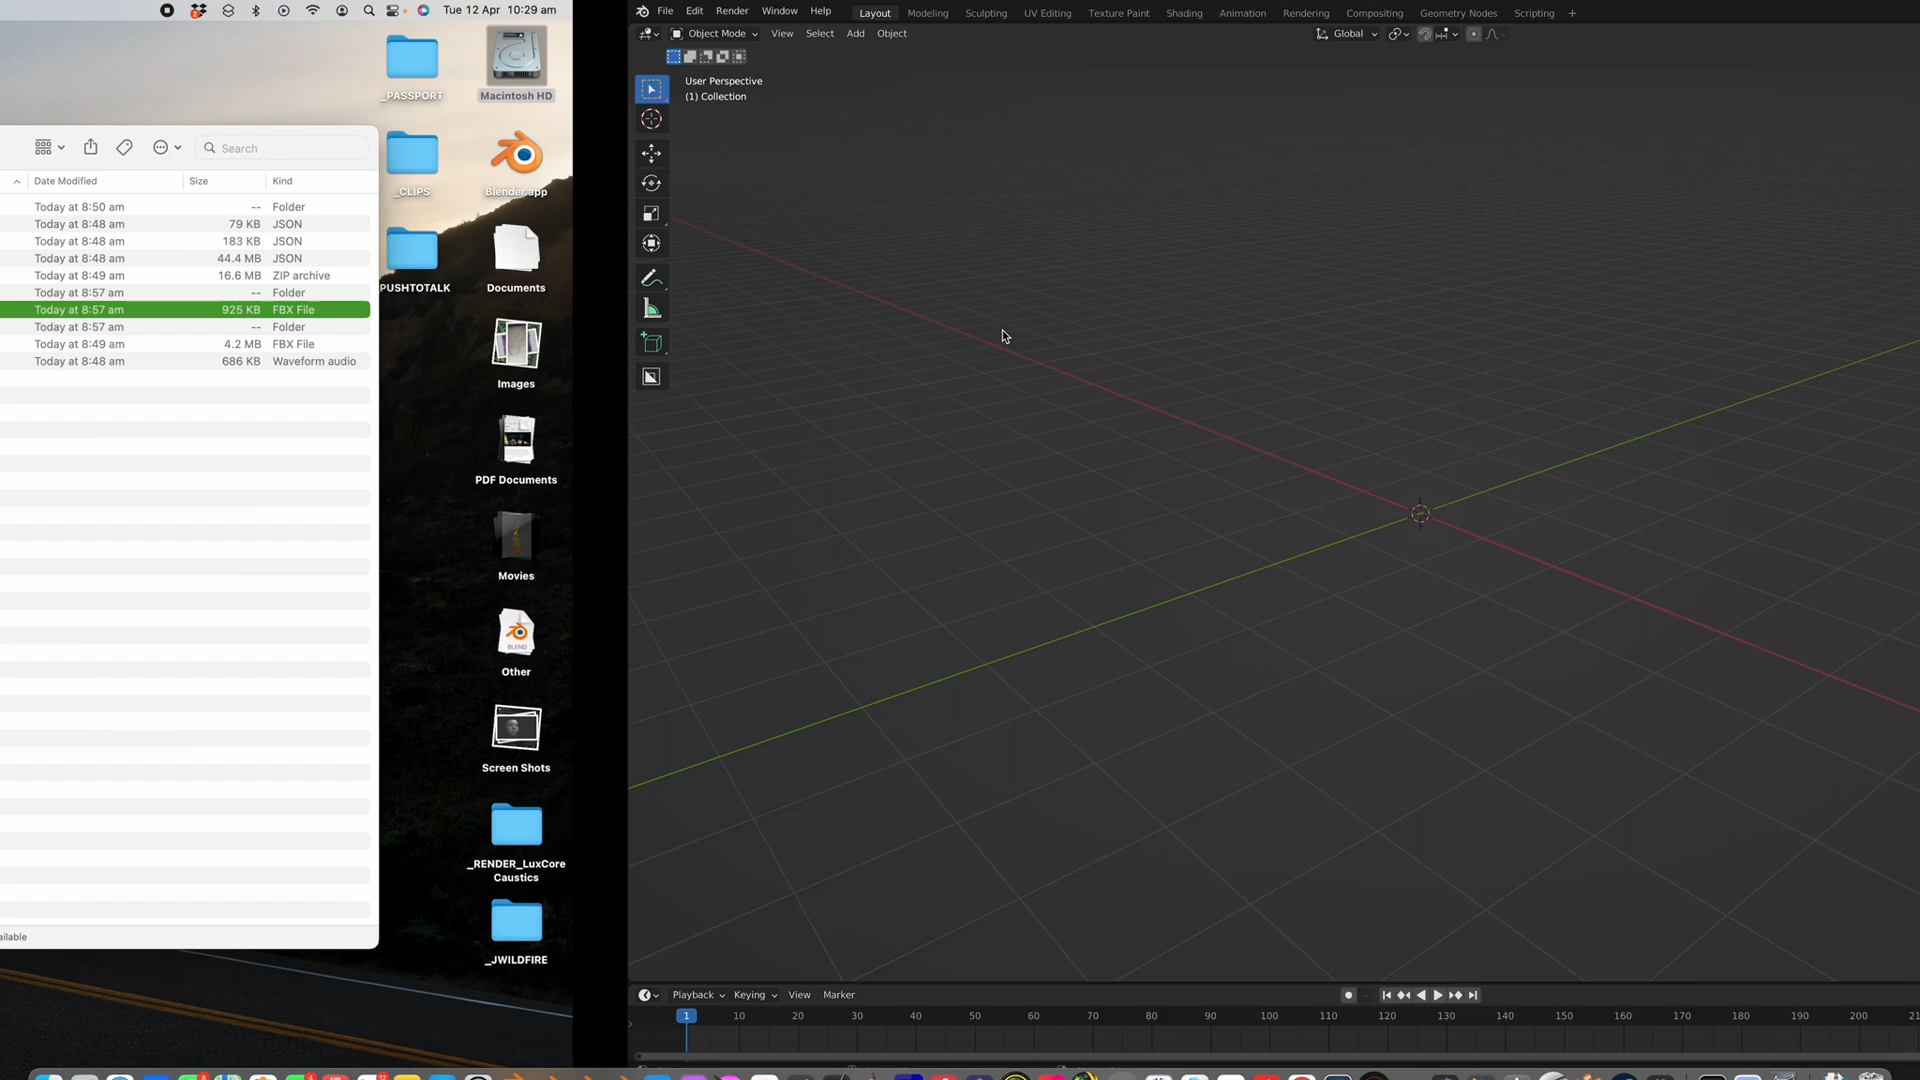 Tue 12 Apr 10:29 am
_PASSPORT
Macintosh HD
_CLIPS
Blender.app
PUSHTOTALK
Documents
Images
PDF Documents
Movies
BLEND
Other
Screen Shots
_RENDER_LuxCore
Caustics
_JWILDFIRE
Search
Date Modified Size Kind
Today at 8:50 am -- Folder
Today at 8:48 am 79 KB JSON
Today at 8:48 am 183 KB JSON
Today at 8:48 am 44.4 MB JSON
Today at 8:49 am 16.6 MB ZIP archive
Today at 8:57 am -- Folder
Today at 8:57 am 925 KB FBX File
Today at 8:57 am -- Folder
Today at 8:49 am 4.2 MB FBX File
Today at 8:48 am 686 KB Waveform audio
ailable
File Edit Render Window Help Layout Modeling Sculpting UV Editing Texture Paint Shading Animation Rendering Compositing Geometry Nodes Scripting +
Object Mode View Select Add Object Global
User Perspective
(1) Collection
Playback Keying View Marker
1 10 20 30 40 50 60 70 80 90 100 110 120 130 140 150 160 170 180 190 200 21